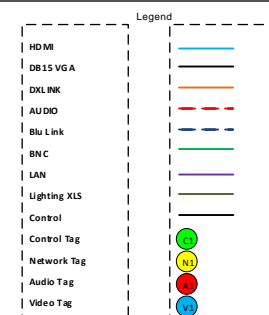 Legend
HDMI
DB15 VGA
DXLINK
AUDIO
Blu Link
BNC
LAN
Lighting XLS
Control
Control Tag
C1
Network Tag
N1
Audio Tag
A1
Video Tag
V1